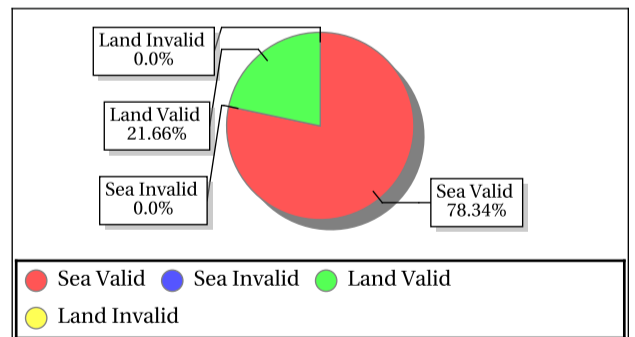 Land Invalid
0.0%
Land Valid
21.66%
Sea Invalid
0.0%
Sea Valid
78.34%
Sea Valid Sea Invalid Land Valid
Land Invalid